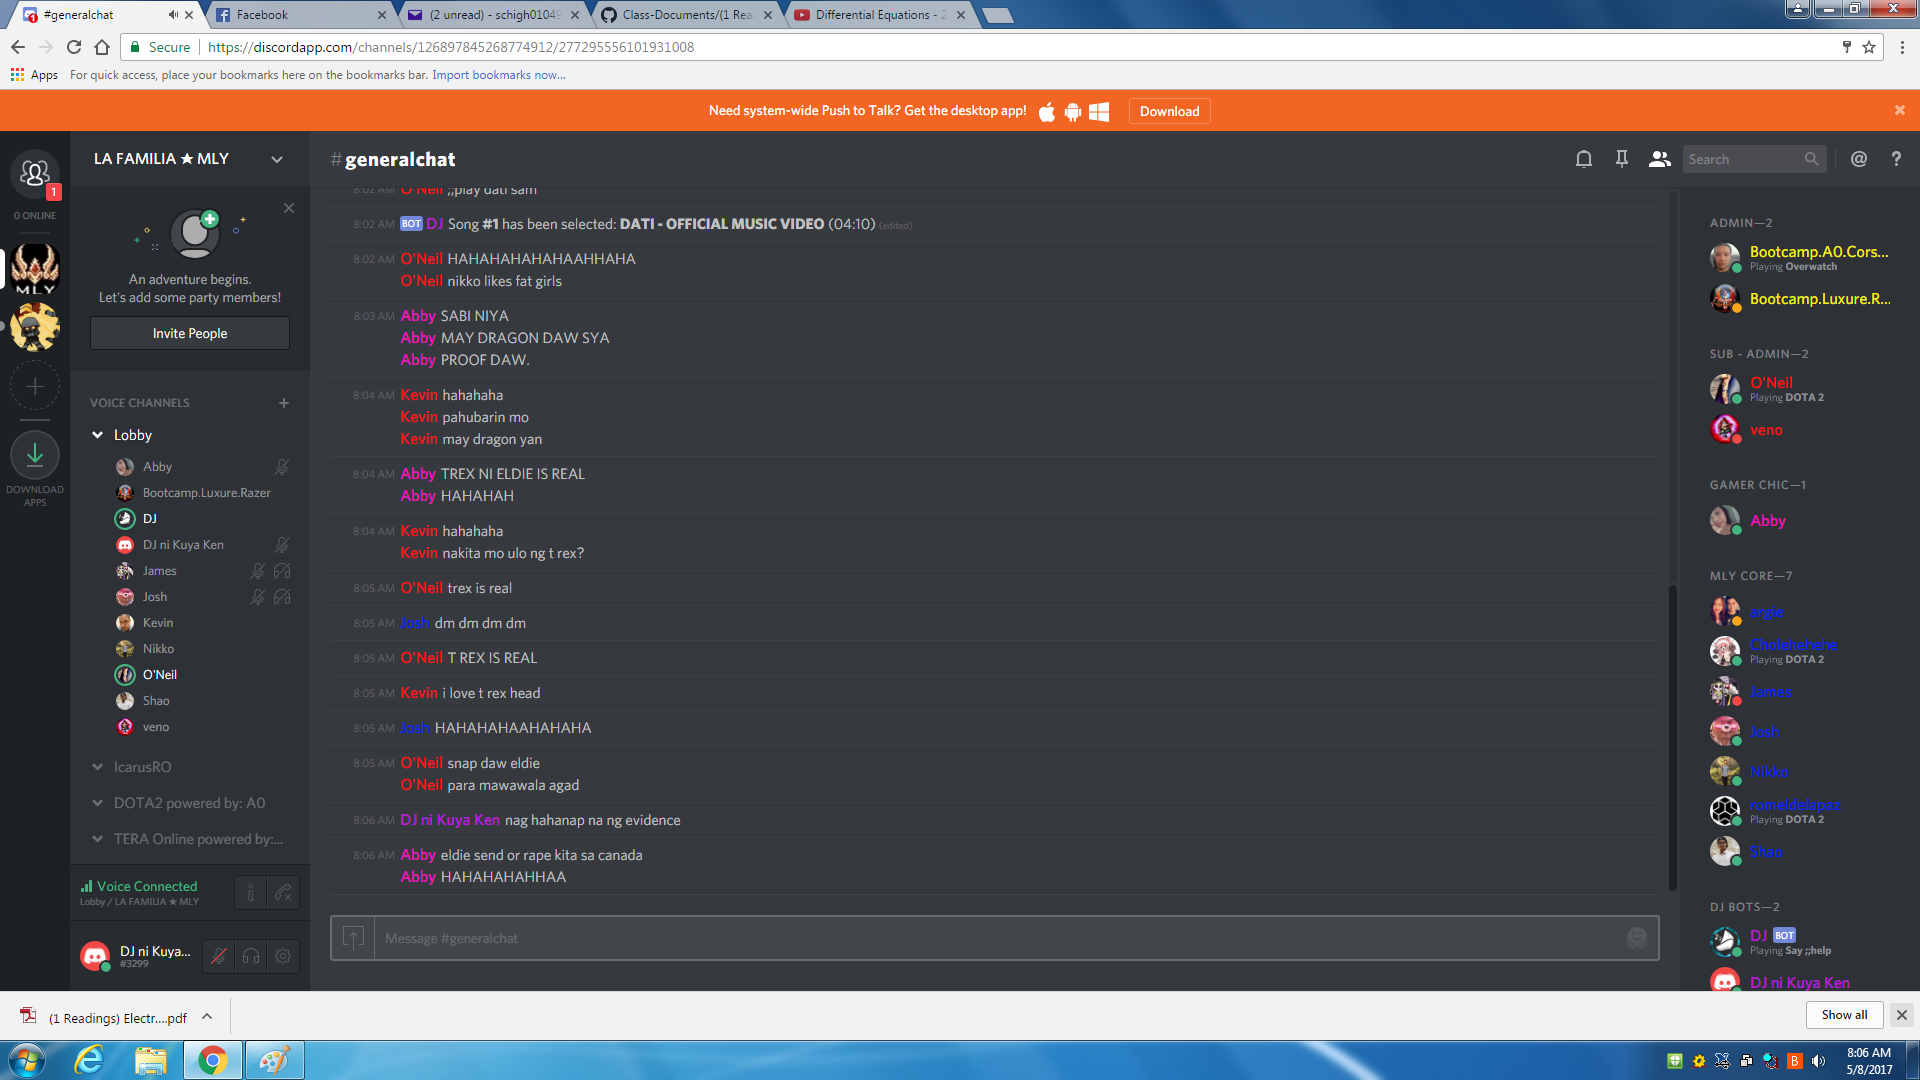 #generalchat
Facebook
(2 unread) - schigh01049
Class-Documents/(1 Rea
Differential Equations - 2
Secure
https://discordapp.com/channels/126897845268774912/277295556101931008
Apps
For quick access, place your bookmarks here on the bookmarks bar. Import bookmarks now...
Need system-wide Push to Talk? Get the desktop app!
Download
1
0 ONLINE
MLY
DOWNLOAD
APPS
LA FAMILIA ★ MLY
An adventure begins.
Let's add some party members!
Invite People
VOICE CHANNELS
Lobby
Abby
Bootcamp.Luxure.Razer
DJ
DJ ni Kuya Ken
James
Josh
Kevin
Nikko
O'Neil
Shao
veno
IcarusRO
DOTA2 powered by: A0
TERA Online powered by:...
Voice Connected
Lobby / LA FAMILIA ★ MLY
DJ ni Kuya...
#3299
#generalchat
Search
8:02 AM O'Neil ;;play dati sam
8:02 AM BOT DJ Song #1 has been selected: DATI - OFFICIAL MUSIC VIDEO (04:10) (edited)
8:02 AM O'Neil HAHAHAHAHAHAAHHAHA
O'Neil nikko likes fat girls
8:03 AM Abby SABI NIYA
Abby MAY DRAGON DAW SYA
Abby PROOF DAW.
8:04 AM Kevin hahahaha
Kevin pahubarin mo
Kevin may dragon yan
8:04 AM Abby TREX NI ELDIE IS REAL
Abby HAHAHAH
8:04 AM Kevin hahahaha
Kevin nakita mo ulo ng t rex?
8:05 AM O'Neil trex is real
8:05 AM Josh dm dm dm dm
8:05 AM O'Neil T REX IS REAL
8:05 AM Kevin i love t rex head
8:05 AM Josh HAHAHAHAAHAHAHA
8:05 AM O'Neil snap daw eldie
O'Neil para mawawala agad
8:06 AM DJ ni Kuya Ken nag hahanap na ng evidence
8:06 AM Abby eldie send or rape kita sa canada
Abby HAHAHAHAHHAA
Message #generalchat
ADMIN—2
Bootcamp.A0.Cors...
Playing Overwatch
Bootcamp.Luxure.R...
SUB - ADMIN—2
O'Neil
Playing DOTA 2
veno
GAMER CHIC—1
Abby
MLY CORE—7
argie
Cholehehehe
Playing DOTA 2
James
Josh
Nikko
romeldelapaz
Playing DOTA 2
Shao
DJ BOTS—2
DJ BOT
Playing Say ;;help
DJ ni Kuya Ken
(1 Readings) Electr....pdf
Show all
8:06 AM
5/8/2017